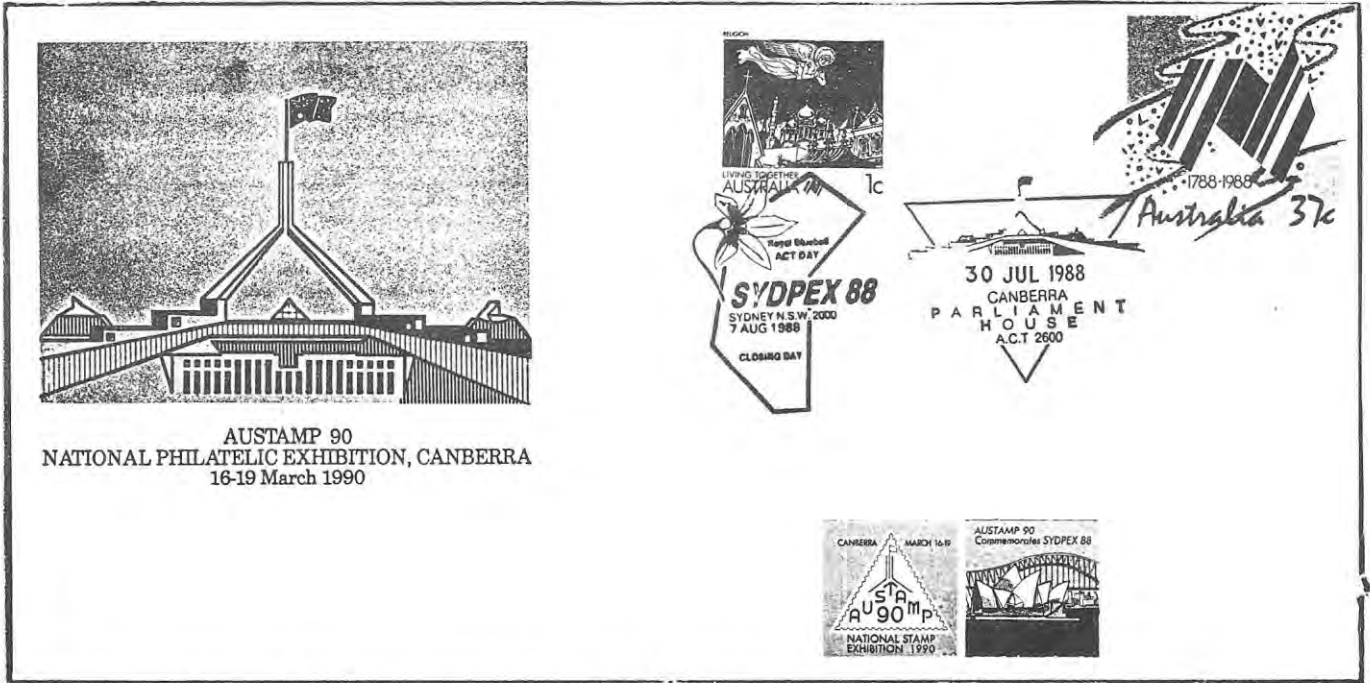 AUSTAMP 90
NATIONAL PHILATELIC EXHIBITION, CANBERRA
16-19 March 1990
RELIGION
LIVING TOGETHER
AUSTRALIA 1c
Royal Bluebell
ACT DAY
SYDPEX 88
SYDNEY N.S.W. 2000
7 AUG 1988
CLOSING DAY
1788-1988
Australia 37c
30 JUL 1988
CANBERRA
PARLIAMENT
HOUSE
A.C.T 2600
CANBERRA MARCH 16-19
AUSTAMP
90
NATIONAL STAMP
EXHIBITION 1990
AUSTAMP 90
Commemorates SYDPEX 88